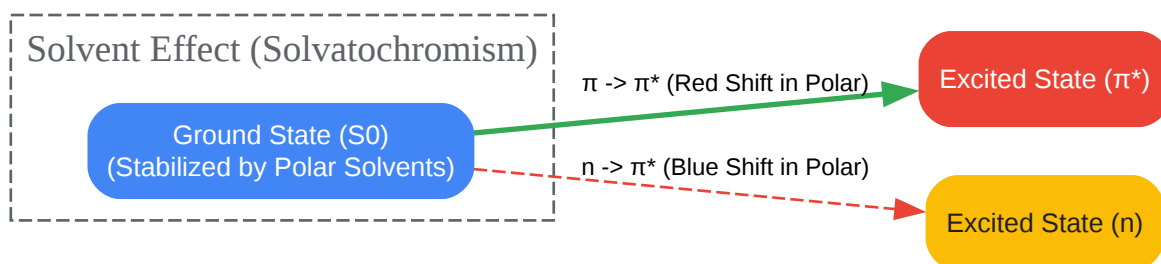 Solvent Effect (Solvatochromism)
Ground State (S0)
(Stabilized by Polar Solvents)
π -> π* (Red Shift in Polar)
n -> π* (Blue Shift in Polar)
Excited State (π*)
Excited State (n)